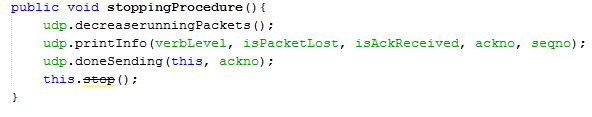 public void stoppingProcedure(){
udp.decreaserunningPackets();
udp.printInfo(verbLevel, isPacketLost, isAckReceived, ackno, seqno);
udp.doneSending(this, ackno);
this.stop();
}